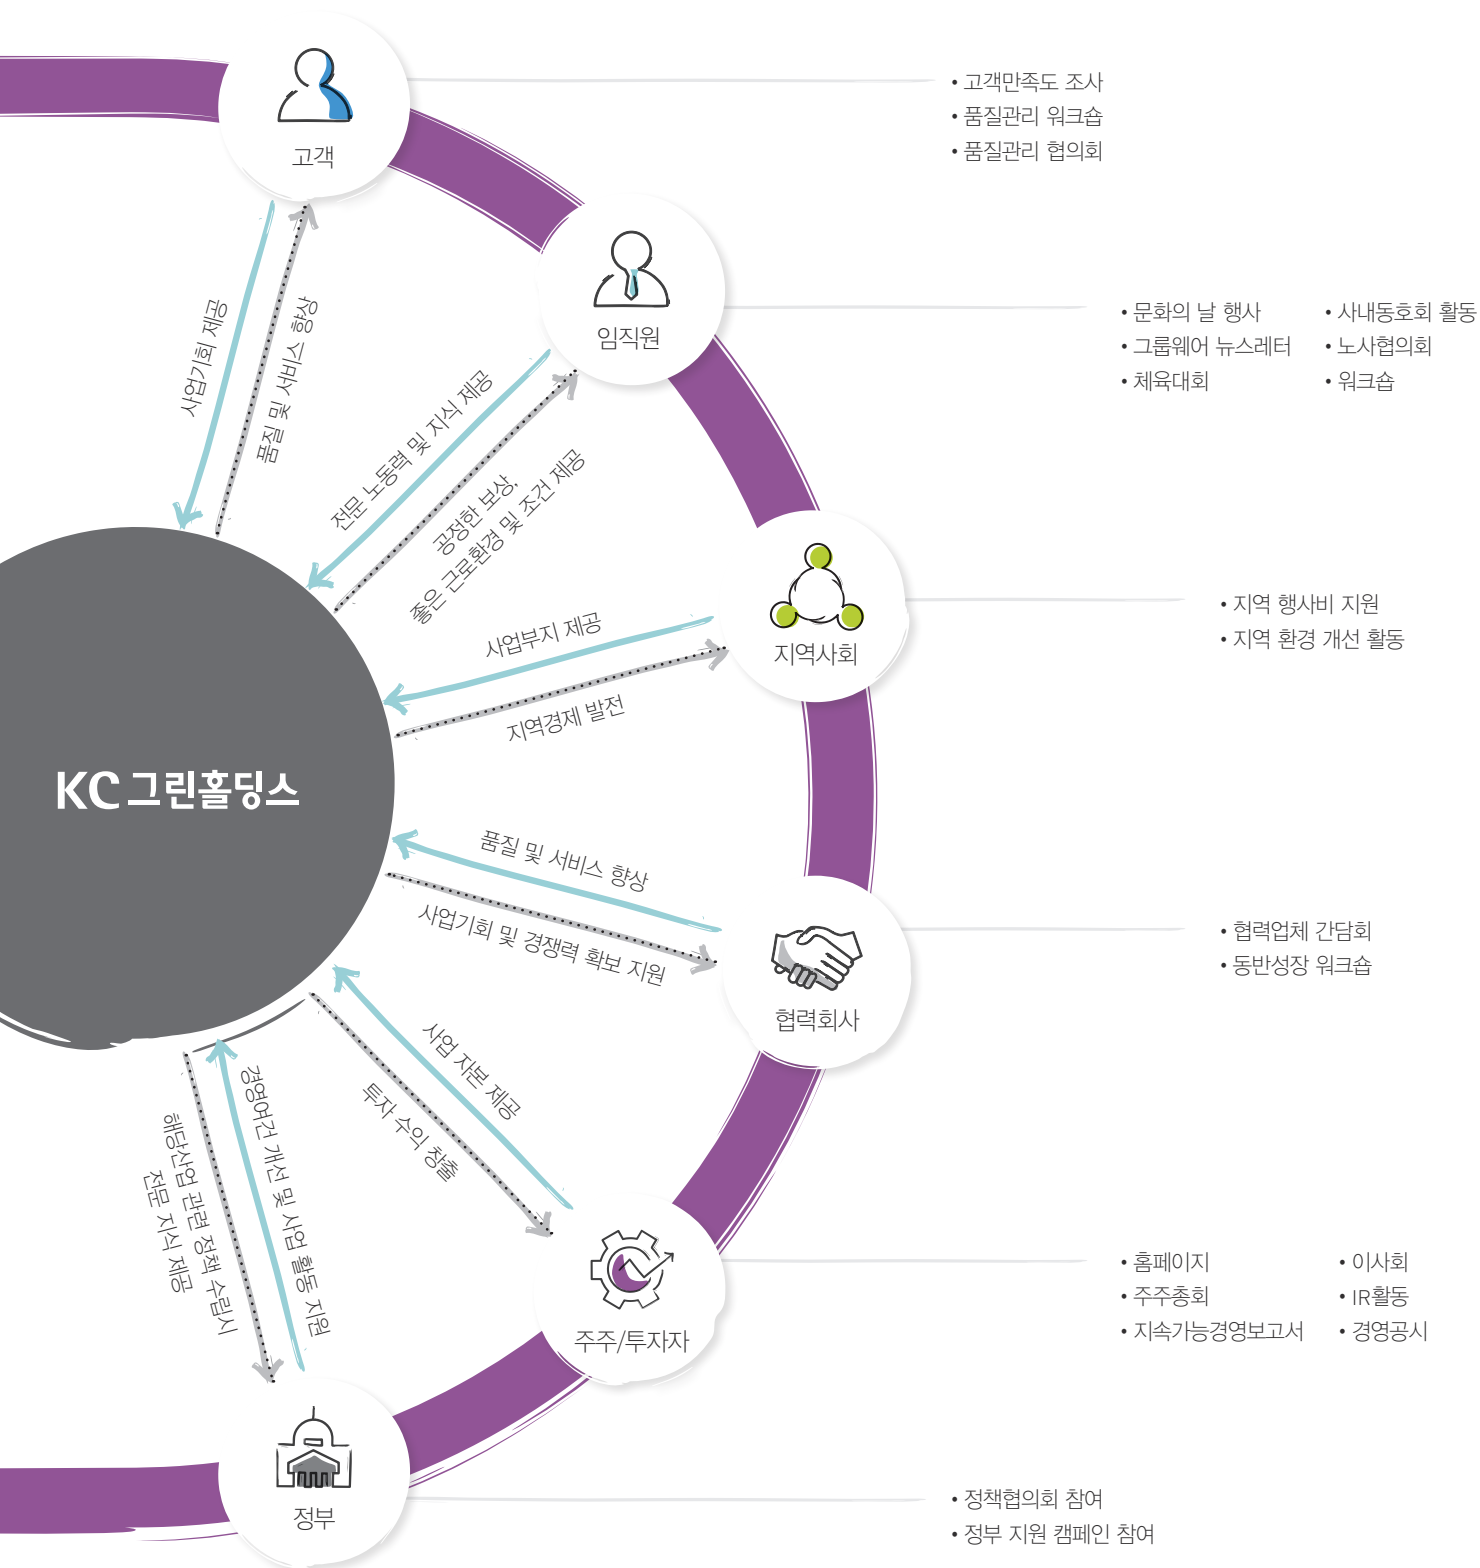 고객
• 고객만족도 조사
• 품질관리 워크숍
• 품질관리 협의회
사업기회 제공
품질 및 서비스 향상
임직원
• 문화의 날 행사
• 그룹웨어 뉴스레터
• 체육대회
• 사내동호회 활동
• 노사협의회
• 워크숍
전문 노동력 및 지식 제공
공정한 보상,
좋은 근로환경 및 조건 제공
지역사회
• 지역 행사비 지원
• 지역 환경 개선 활동
사업부지 제공
지역경제 발전
KC그린홀딩스
품질 및 서비스 향상
사업기회 및 경쟁력 확보 지원
협력회사
• 협력업체 간담회
• 동반성장 워크숍
사업 자본 제공
투자 수익 창출
주주/투자자
• 홈페이지
• 주주총회
• 지속가능경영보고서
• 이사회
• IR활동
• 경영공시
경영여건 개선 및 사업 활동 지원
해당산업 관련 정책 수립시
전문 지식 제공
정부
• 정책협의회 참여
• 정부 지원 캠페인 참여